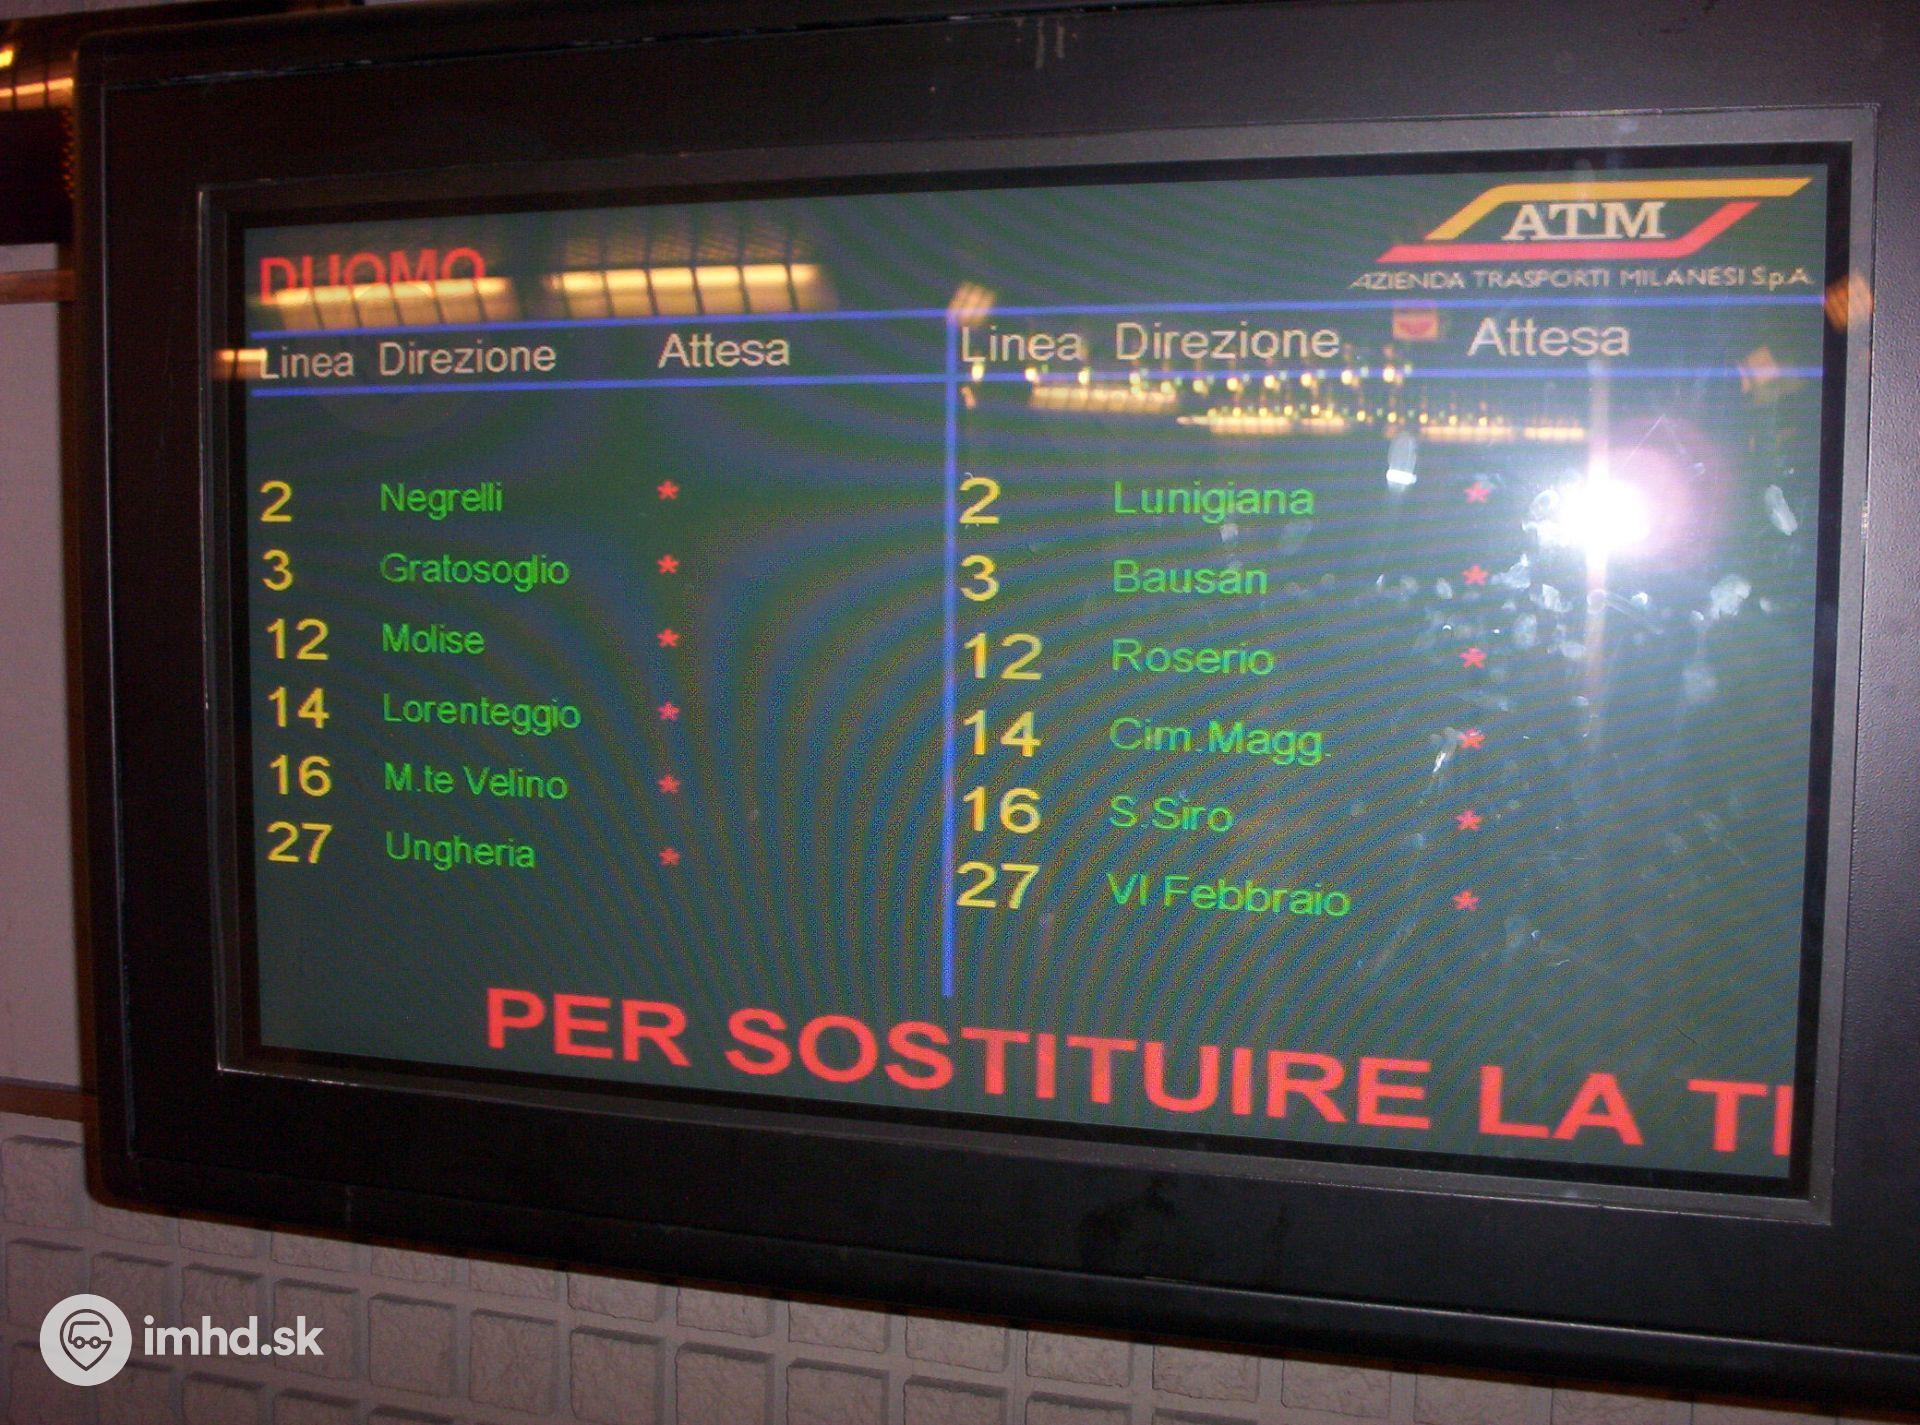 ATM
AZIENDA TRASPORTI MILANESI S.p.A.
DUOMO
Linea Direzione Attesa
2 Negrelli *
3 Gratosoglio *
12 Molise *
14 Lorenteggio *
16 M.te Velino *
27 Ungheria *
Linea Direzione Attesa
2 Lunigiana *
3 Bausan *
12 Roserio *
14 Cim.Magg. *
16 S.Siro *
27 VI Febbraio *
PER SOSTITUIRE LA
imhd.sk